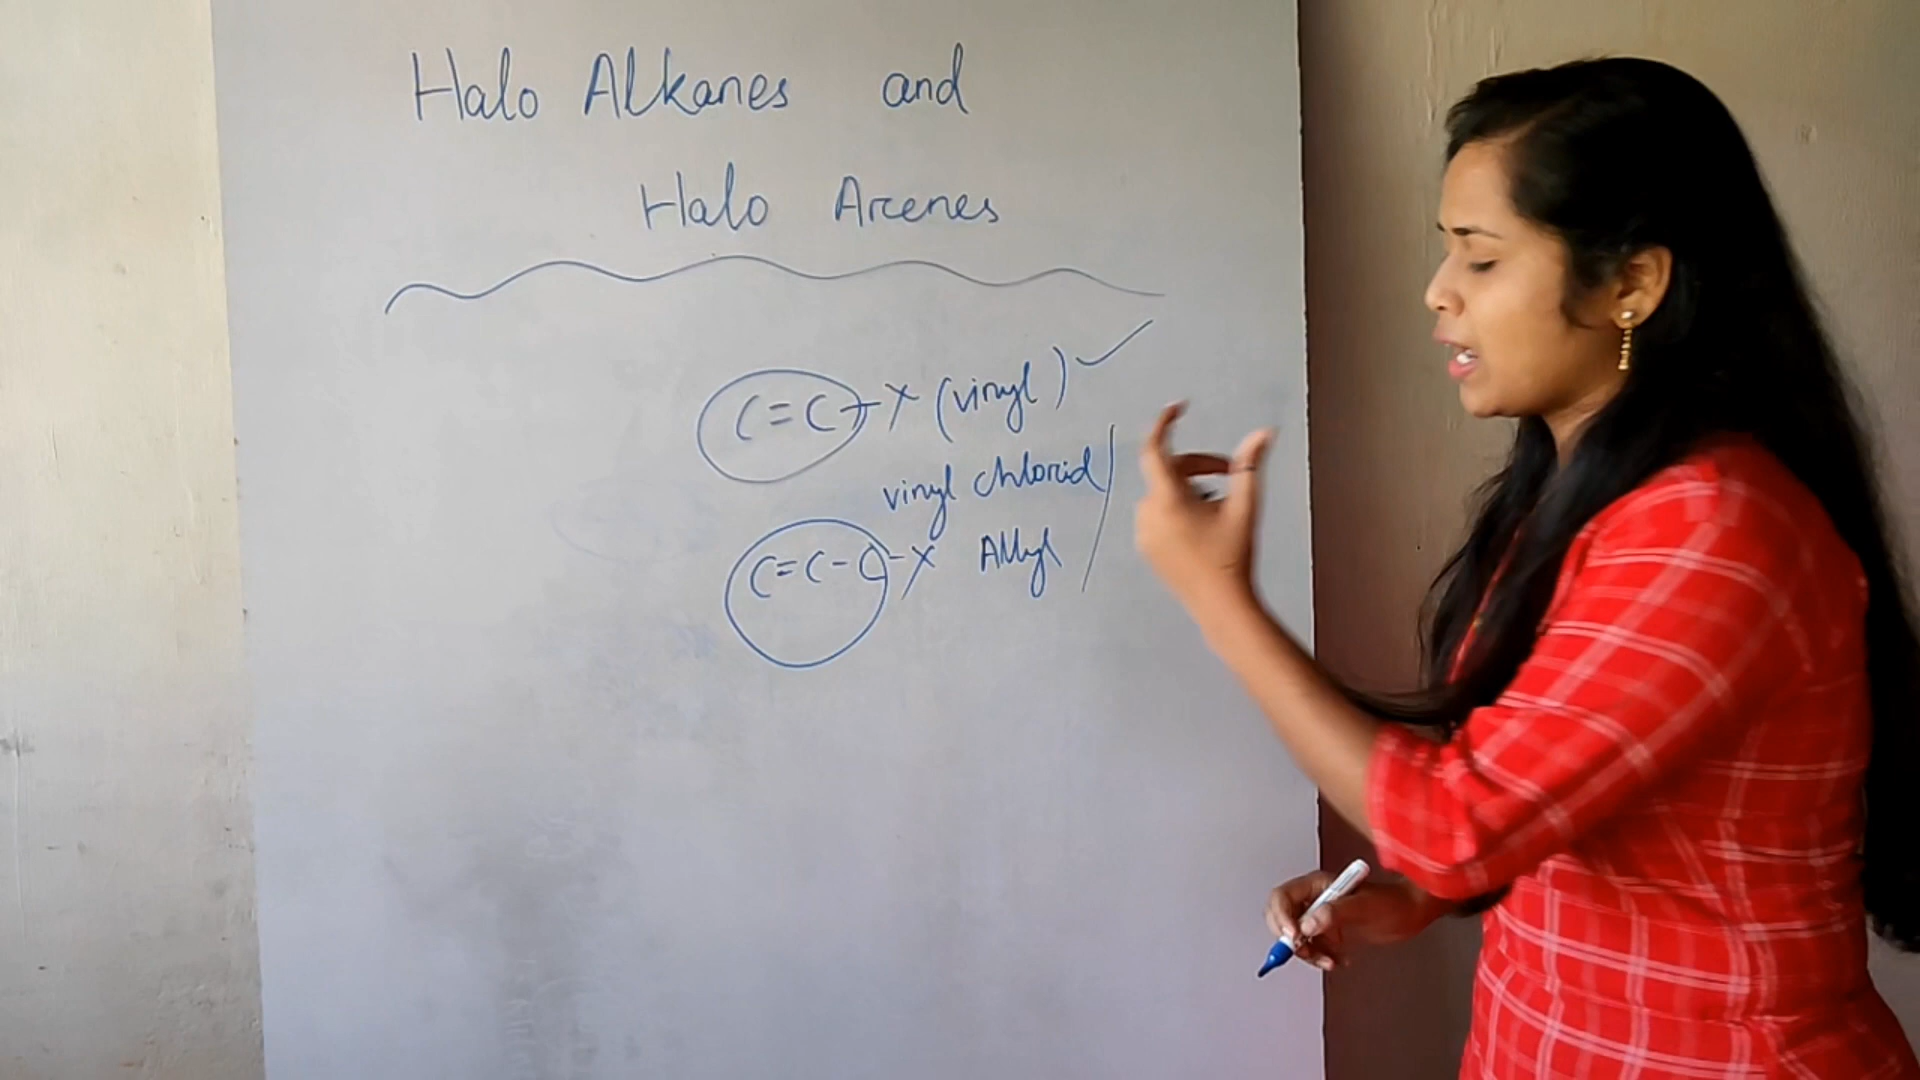 Halo Alkanes and
Halo Arenes
C=C-X (vinyl)
vinyl chlorid
C=C-C-X Allyl